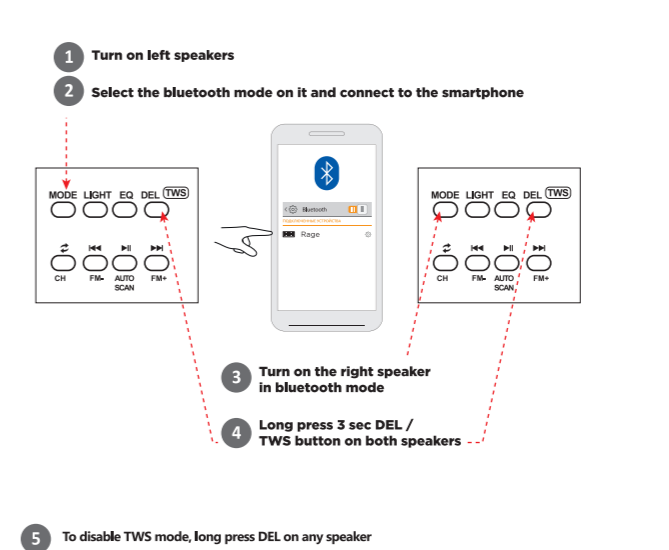 1 Turn on left speakers
2 Select the bluetooth mode on it and connect to the smartphone
MODE LIGHT EQ DEL TWS
CH FM- AUTO SCAN FM+
Bluetooth
Rage
MODE LIGHT EQ DEL TWS
CH FM- AUTO SCAN FM+
3 Turn on the right speaker
in bluetooth mode
4 Long press 3 sec DEL /
TWS button on both speakers
5 To disable TWS mode, long press DEL on any speaker